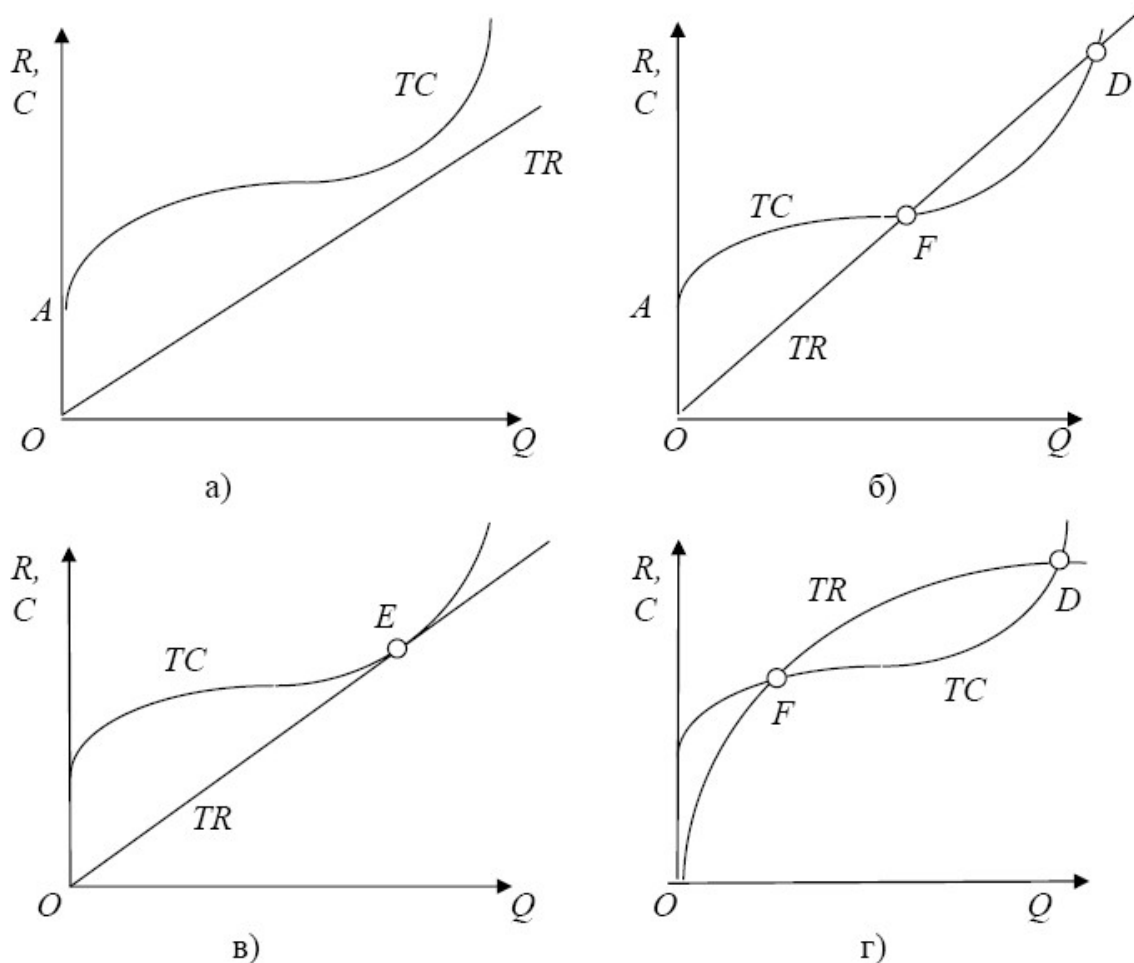 R,
C
TC
TR
A
O
Q
а)
R,
C
TC
D
F
A
TR
O
Q
б)
R,
C
E
TC
TR
O
Q
в)
R,
C
TR
D
F
TC
O
Q
г)